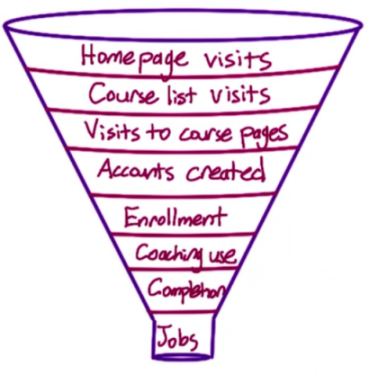 Homepage visits
Course list visits
Visits to course pages
Accounts created
Enrollment
Coaching use
Completion
Jobs